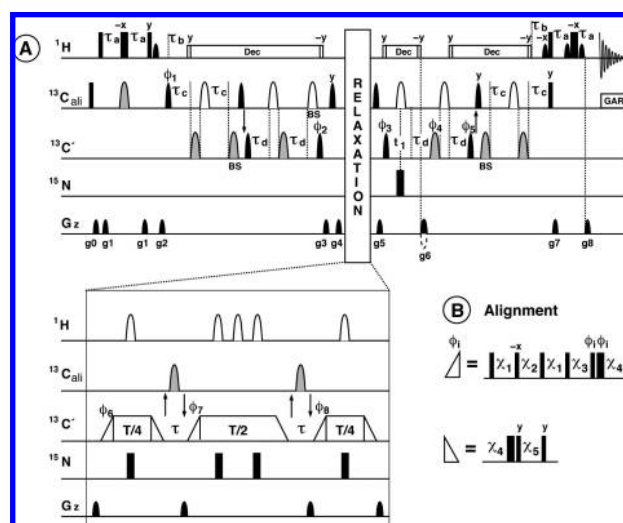 A
¹H
τa
-x
τa
y
τb
y
Dec
-y
y
Dec
-y
y
Dec
-y
τb
-x
y
τa
-x
τa
¹³Cali
ϕ1
τc
τc
y
BS
y
y
y
τc
y
GAR
¹³C´
BS
τd
τd
ϕ2
ϕ3
t1
τd
ϕ4
τd
ϕ5
BS
¹⁵N
Gz
g0 g1 g1 g2 g3 g4 g5 g6 g7 g8
RELAXATION
¹H
¹³Cali
¹³C´
ϕ6
T/4
τ
ϕ7
T/2
τ
ϕ8
T/4
¹⁵N
Gz
B Alignment
ϕi
=
χ1
-x
χ2
χ1
χ3
ϕi
ϕi
χ4
=
χ4
y
χ5
y